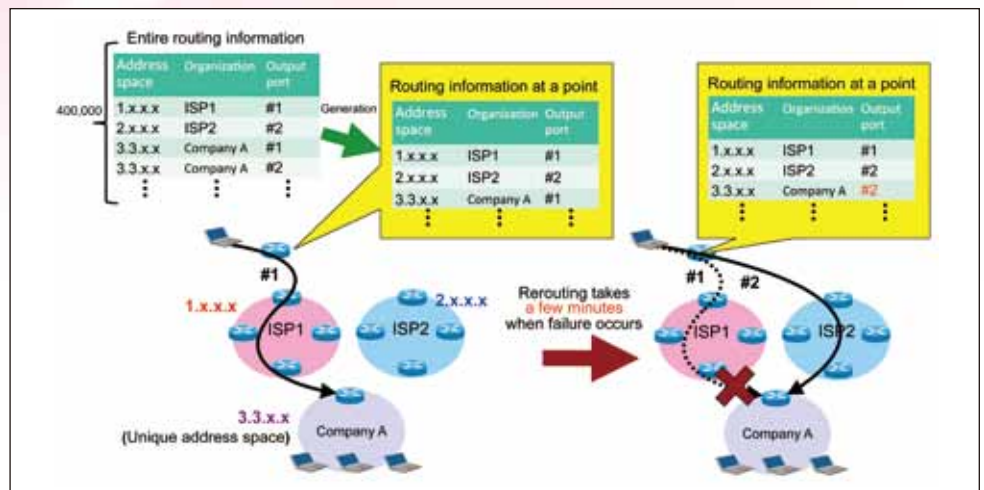 Entire routing information
Address space Organization Output port
400,000
1.x.x.x ISP1 #1
2.x.x.x ISP2 #2
3.3.x.x Company A #1
3.3.x.x Company A #2
Generation
Routing information at a point
Address space Organization Output port
1.x.x.x ISP1 #1
2.x.x.x ISP2 #2
3.3.x.x Company A #1
Routing information at a point
Address space Organization Output port
1.x.x.x ISP1 #1
2.x.x.x ISP2 #2
3.3.x.x Company A #2
#1
1.x.x.x
ISP1
2.x.x.x
ISP2
3.3.x.x
(Unique address space)
Company A
Rerouting takes
a few minutes
when failure occurs
#1
#2
ISP1
ISP2
Company A